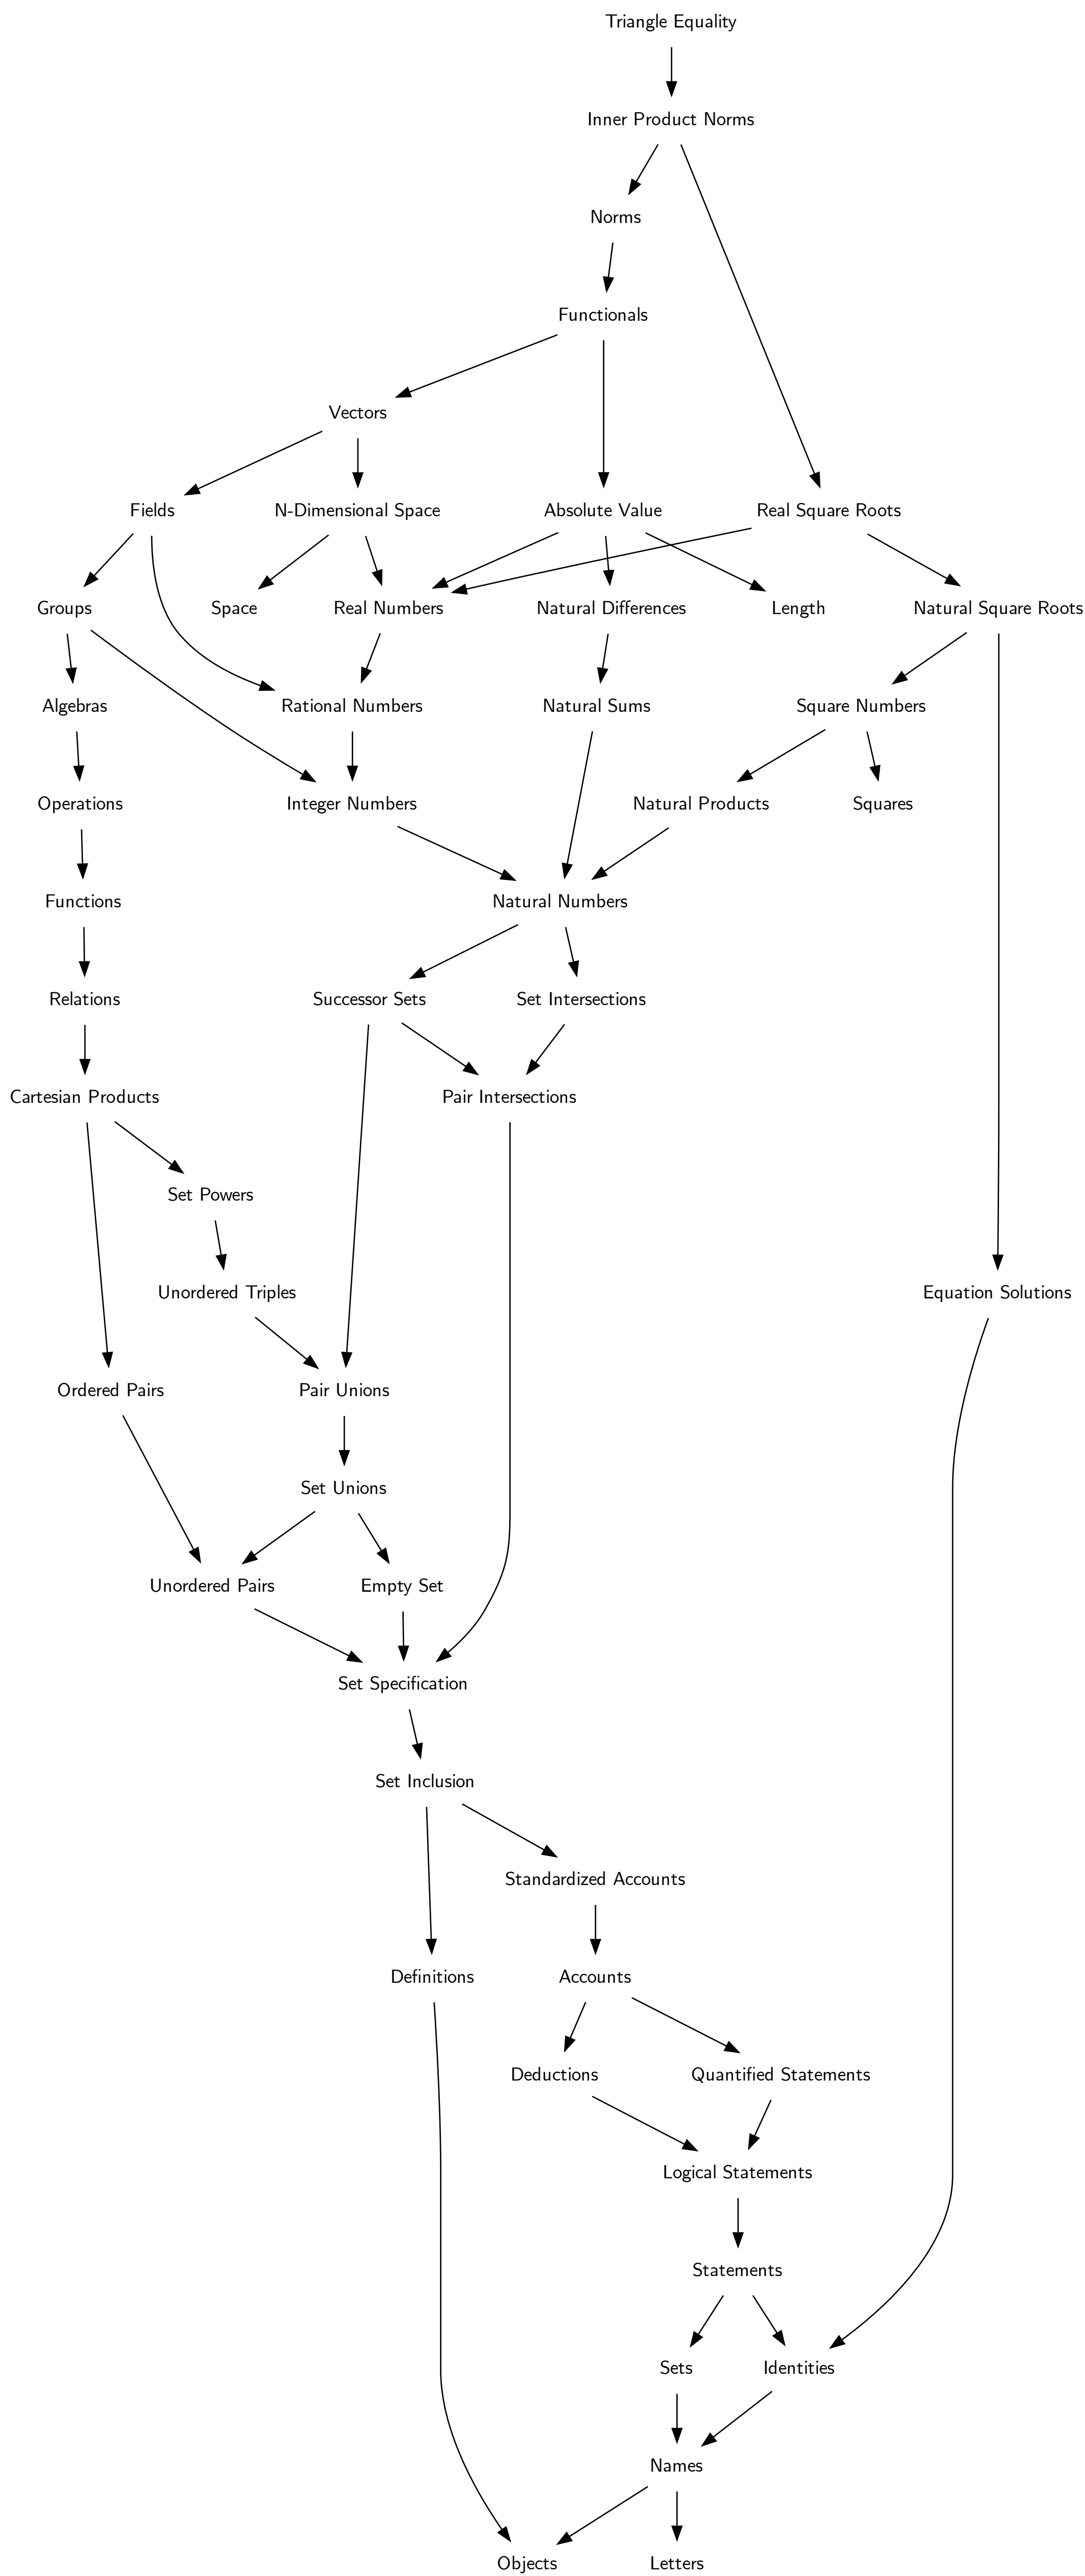 Triangle Equality
Inner Product Norms
Norms
Functionals
Vectors
Fields
N-Dimensional Space
Absolute Value
Real Square Roots
Groups
Space
Real Numbers
Natural Differences
Length
Natural Square Roots
Algebras
Rational Numbers
Natural Sums
Square Numbers
Operations
Integer Numbers
Natural Products
Squares
Functions
Natural Numbers
Relations
Successor Sets
Set Intersections
Cartesian Products
Pair Intersections
Set Powers
Unordered Triples
Equation Solutions
Ordered Pairs
Pair Unions
Set Unions
Unordered Pairs
Empty Set
Set Specification
Set Inclusion
Standardized Accounts
Definitions
Accounts
Deductions
Quantified Statements
Logical Statements
Statements
Sets
Identities
Names
Objects
Letters